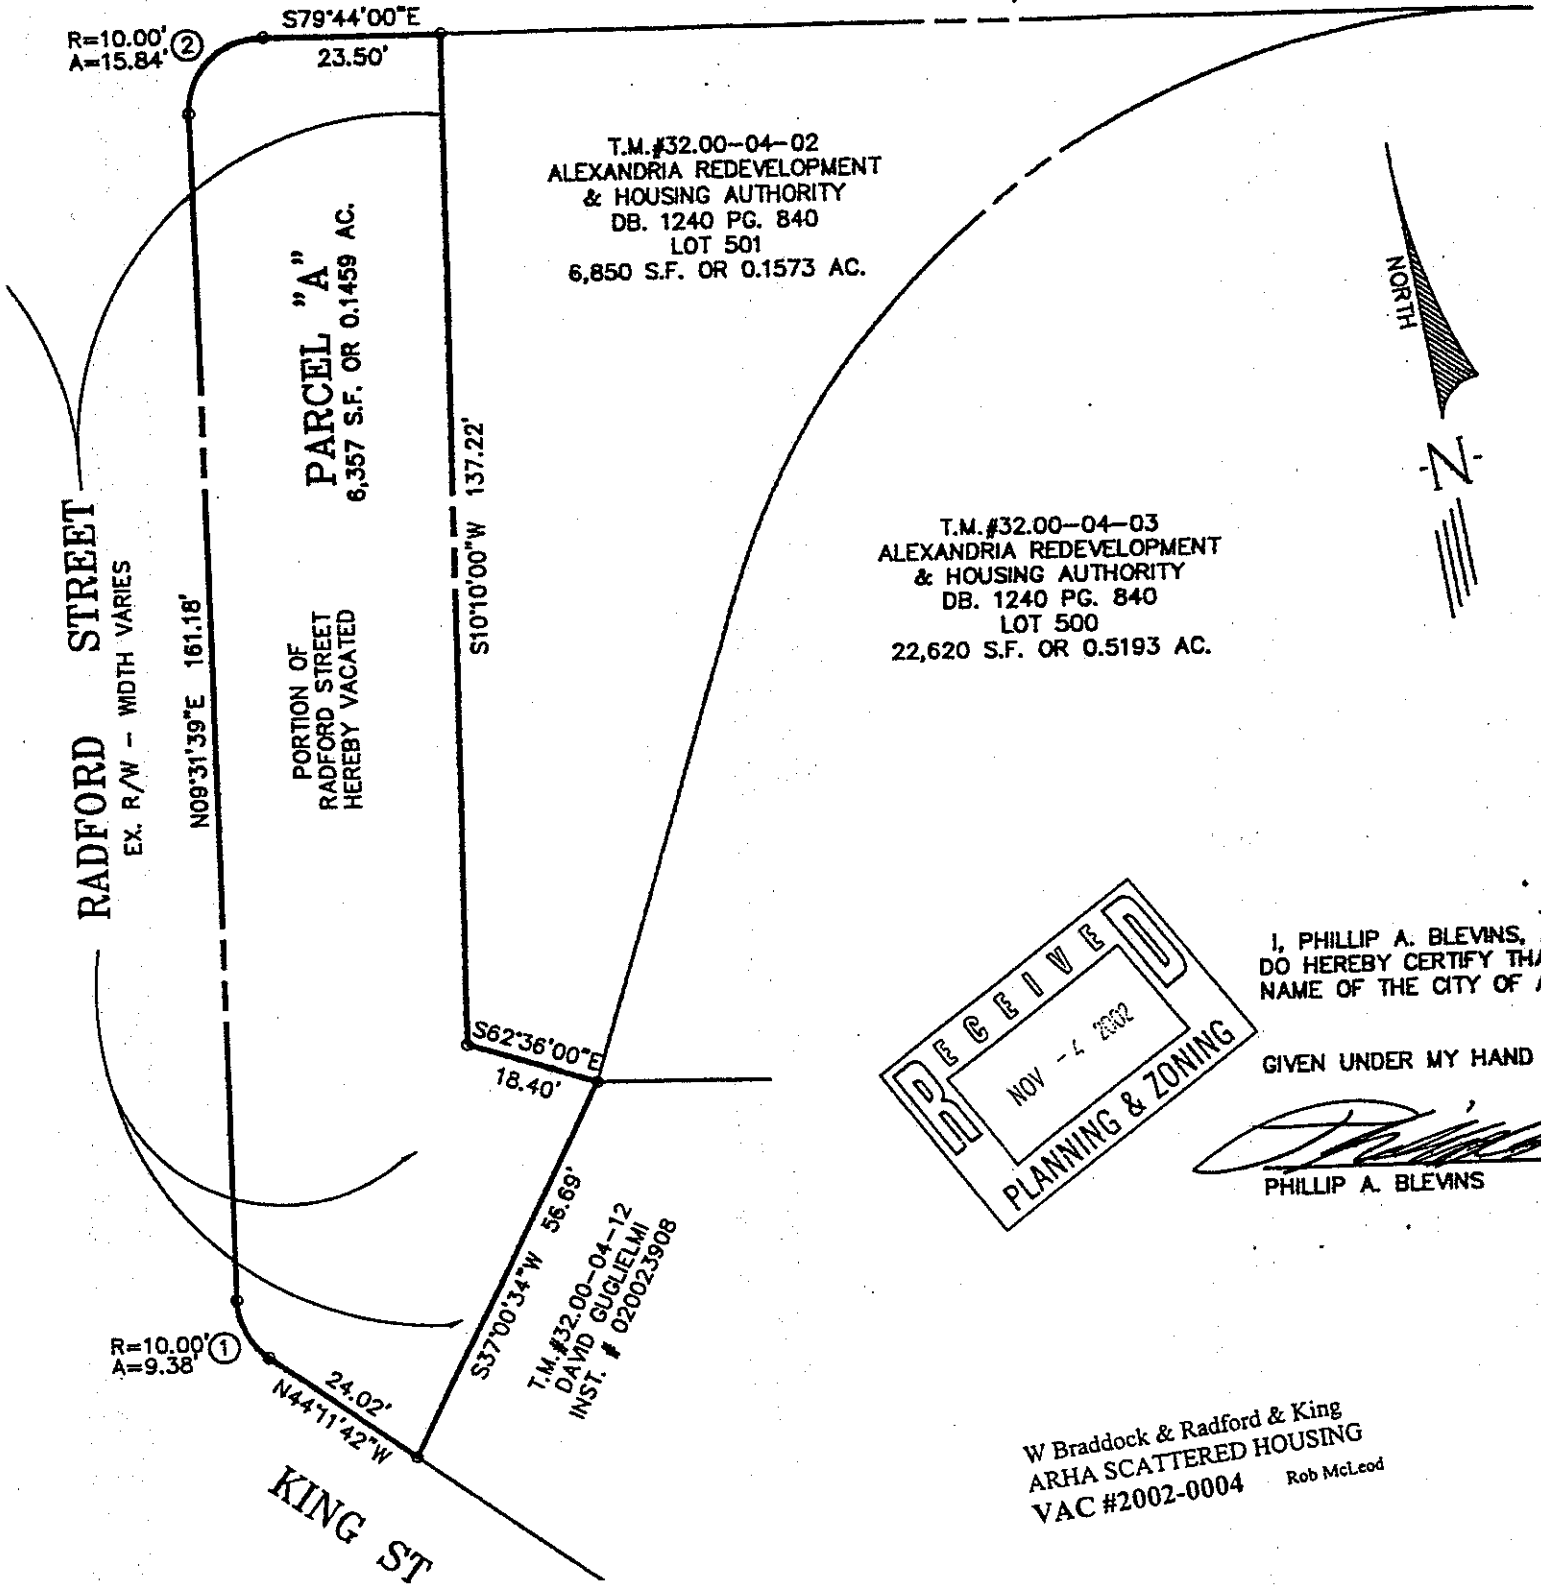 S79°44'00"E
23.50'
R=10.00'
A=15.84'
2
T.M.#32.00-04-02
ALEXANDRIA REDEVELOPMENT
& HOUSING AUTHORITY
DB. 1240 PG. 840
LOT 501
6,850 S.F. OR 0.1573 AC.
NORTH
N
PARCEL "A"
6,357 S.F. OR 0.1459 AC.
S10°10'00"W 137.22'
RADFORD STREET
EX. R/W - WIDTH VARIES
N09°31'39"E 161.18'
PORTION OF
RADFORD STREET
HEREBY VACATED
T.M.#32.00-04-03
ALEXANDRIA REDEVELOPMENT
& HOUSING AUTHORITY
DB. 1240 PG. 840
LOT 500
22,620 S.F. OR 0.5193 AC.
I, PHILLIP A. BLEVINS,
DO HEREBY CERTIFY THA
NAME OF THE CITY OF A
GIVEN UNDER MY HAND
PHILLIP A. BLEVINS
RECEIVED
NOV - 4 2002
PLANNING & ZONING
S62°36'00"E
18.40'
S37°00'34"W 56.69'
T.M.#32.00-04-12
DAVID GUGLIELMI
INST. # 020023908
R=10.00'
A=9.38'
1
24.02'
N44°11'42"W
KING ST
W Braddock & Radford & King
ARHA SCATTERED HOUSING
VAC #2002-0004 Rob McLeod